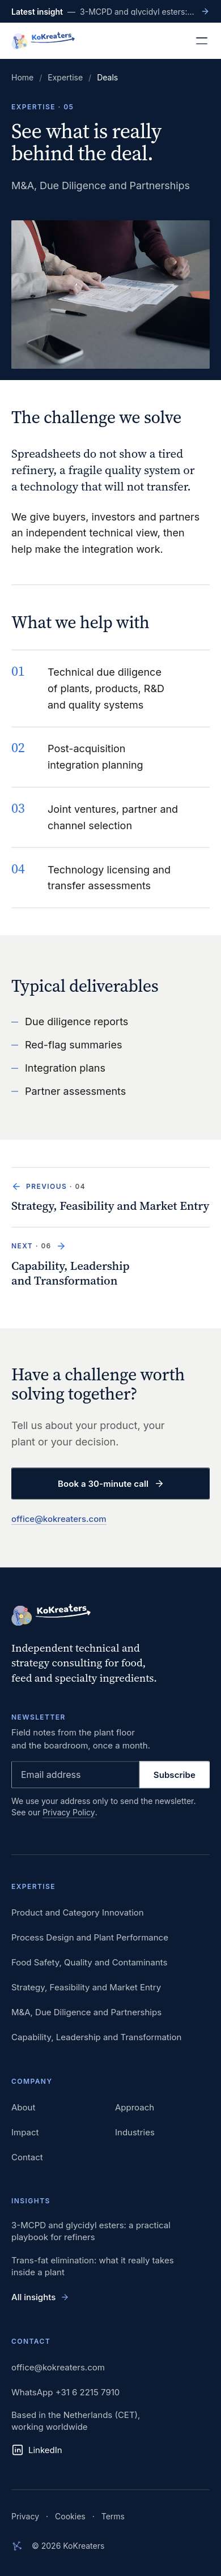 Latest insight — 3-MCPD and glycidyl esters:...
KoKreaters
Home / Expertise / Deals
EXPERTISE · 05
See what is really
behind the deal.
M&A, Due Diligence and Partnerships
The challenge we solve
Spreadsheets do not show a tired
refinery, a fragile quality system or
a technology that will not transfer.
We give buyers, investors and partners
an independent technical view, then
help make the integration work.
What we help with
01
Technical due diligence
of plants, products, R&D
and quality systems
02
Post-acquisition
integration planning
03
Joint ventures, partner and
channel selection
04
Technology licensing and
transfer assessments
Typical deliverables
— Due diligence reports
— Red-flag summaries
— Integration plans
— Partner assessments
← PREVIOUS · 04
Strategy, Feasibility and Market Entry
NEXT · 06 →
Capability, Leadership
and Transformation
Have a challenge worth
solving together?
Tell us about your product, your
plant or your decision.
Book a 30-minute call →
office@kokreaters.com
KoKreaters
Independent technical and
strategy consulting for food,
feed and specialty ingredients.
NEWSLETTER
Field notes from the plant floor
and the boardroom, once a month.
Email address
Subscribe
We use your address only to send the newsletter.
See our Privacy Policy.
EXPERTISE
Product and Category Innovation
Process Design and Plant Performance
Food Safety, Quality and Contaminants
Strategy, Feasibility and Market Entry
M&A, Due Diligence and Partnerships
Capability, Leadership and Transformation
COMPANY
About
Approach
Impact
Industries
Contact
INSIGHTS
3-MCPD and glycidyl esters: a practical
playbook for refiners
Trans-fat elimination: what it really takes
inside a plant
All insights →
CONTACT
office@kokreaters.com
WhatsApp +31 6 2215 7910
Based in the Netherlands (CET),
working worldwide
LinkedIn
Privacy · Cookies · Terms
© 2026 KoKreaters